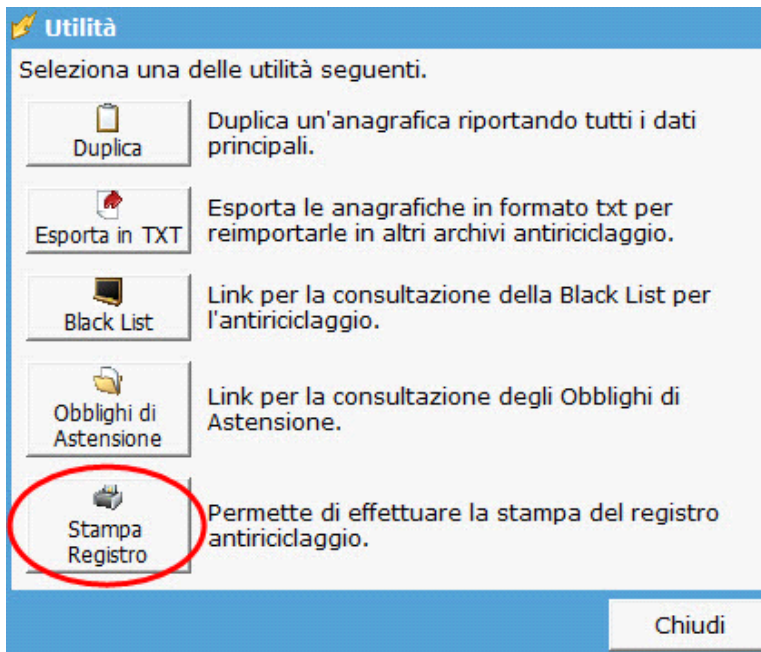 Utilità
Seleziona una delle utilità seguenti.
Duplica
Duplica un'anagrafica riportando tutti i dati
principali.
Esporta in TXT
Esporta le anagrafiche in formato txt per
reimportarle in altri archivi antiriciclaggio.
Black List
Link per la consultazione della Black List per
l'antiriciclaggio.
Obblighi di
Astensione
Link per la consultazione degli Obblighi di
Astensione.
Stampa
Registro
Permette di effettuare la stampa del registro
antiriciclaggio.
Chiudi